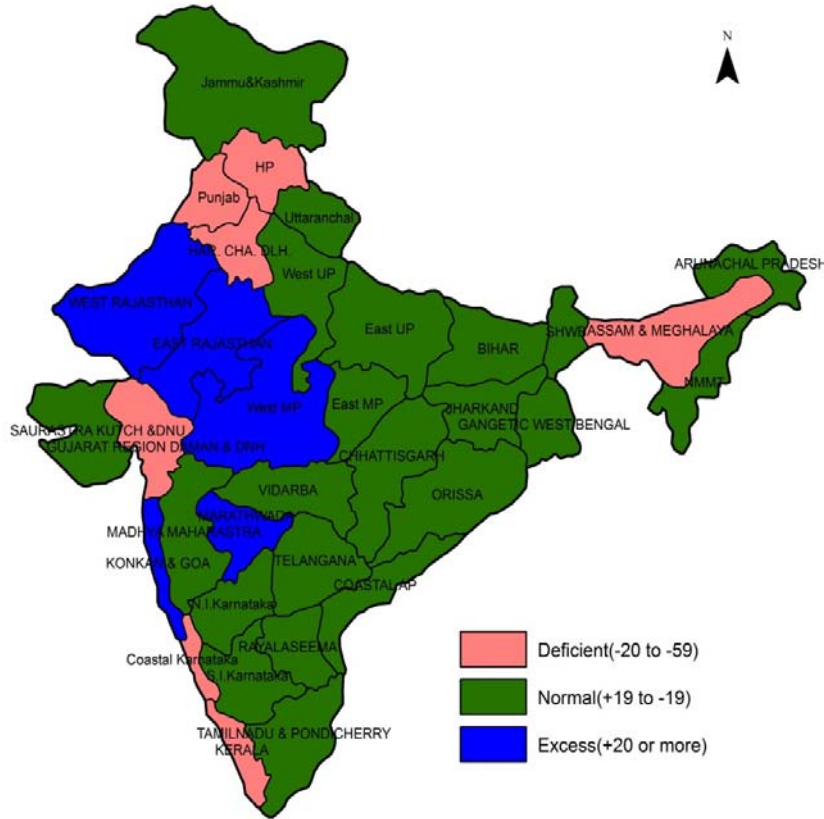 N
Jammu&Kashmir
HP
Punjab
Uttaranchal
HAR. CHA. DLH.
West UP
ARUNACHAL PRADESH
WEST RAJASTHAN
EAST RAJASTHAN
East UP
SHWB
ASSAM & MEGHALAYA
BIHAR
NMMT
West MP
East MP
JHARKAND
SAURASTRA KUTCH &DNU
GANGETIC WEST BENGAL
GUJARAT REGION DAMAN & DNH
CHHATTISGARH
VIDARBA
ORISSA
MARATHWADA
MADHYA MAHARASTRA
KONKAN & GOA
TELANGANA
COASTAL AP
N.I.Karnataka
RAYALASEEMA
Coastal Karnataka
S.I.Karnataka
TAMILNADU & PONDICHERRY
KERALA
Deficient(-20 to -59)
Normal(+19 to -19)
Excess(+20 or more)